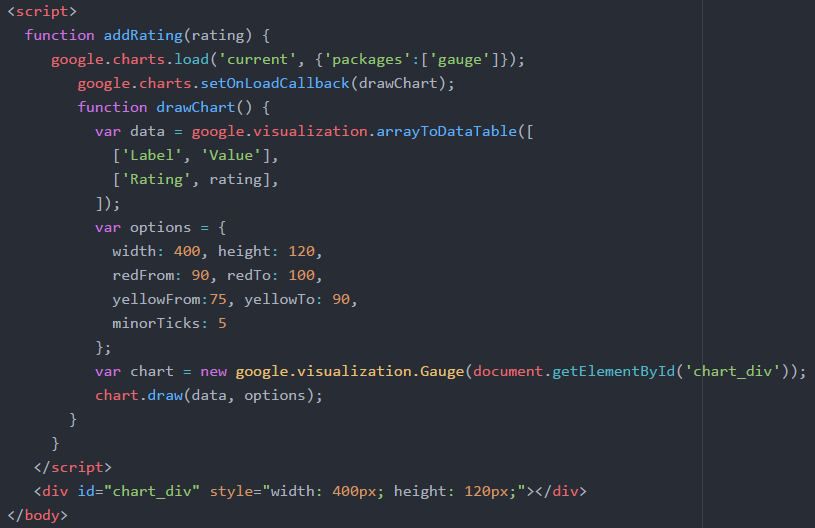 <script>
function addRating(rating) {
google.charts.load('current', {'packages':['gauge']});
google.charts.setOnLoadCallback(drawChart);
function drawChart() {
var data = google.visualization.arrayToDataTable([
['Label', 'Value'],
['Rating', rating],
]);
var options = {
width: 400, height: 120,
redFrom: 90, redTo: 100,
yellowFrom:75, yellowTo: 90,
minorTicks: 5
};
var chart = new google.visualization.Gauge(document.getElementById('chart_div'));
chart.draw(data, options);
}
}
</script>
<div id="chart_div" style="width: 400px; height: 120px;"></div>
</body>